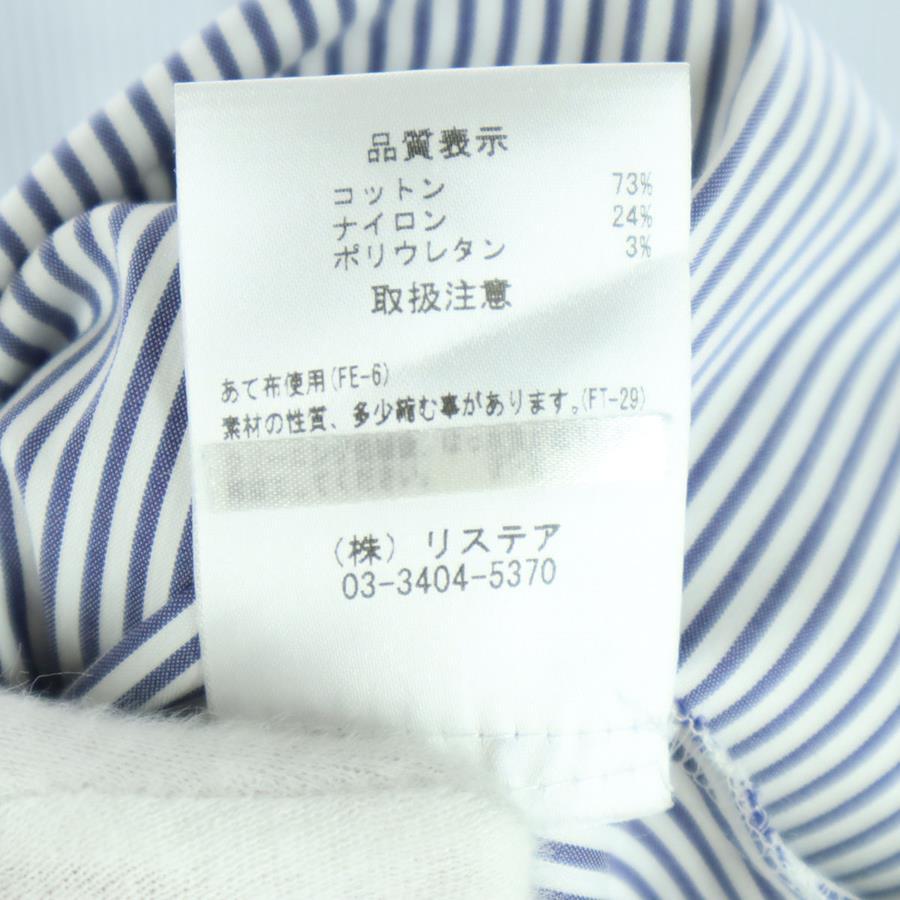 品質表示
コットン 73%
ナイロン 24%
ポリウレタン 3%
取扱注意
あて布使用(FE-6)
素材の性質、多少縮む事があります。(FT-29)
(株) リステア
03-3404-5370